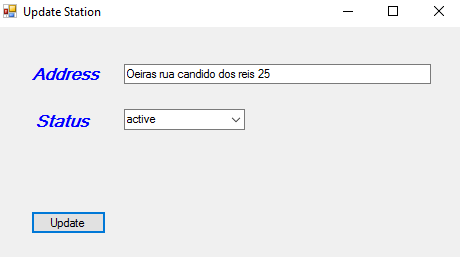 Update Station
Address Oeiras rua candido dos reis 25
Status active
Update